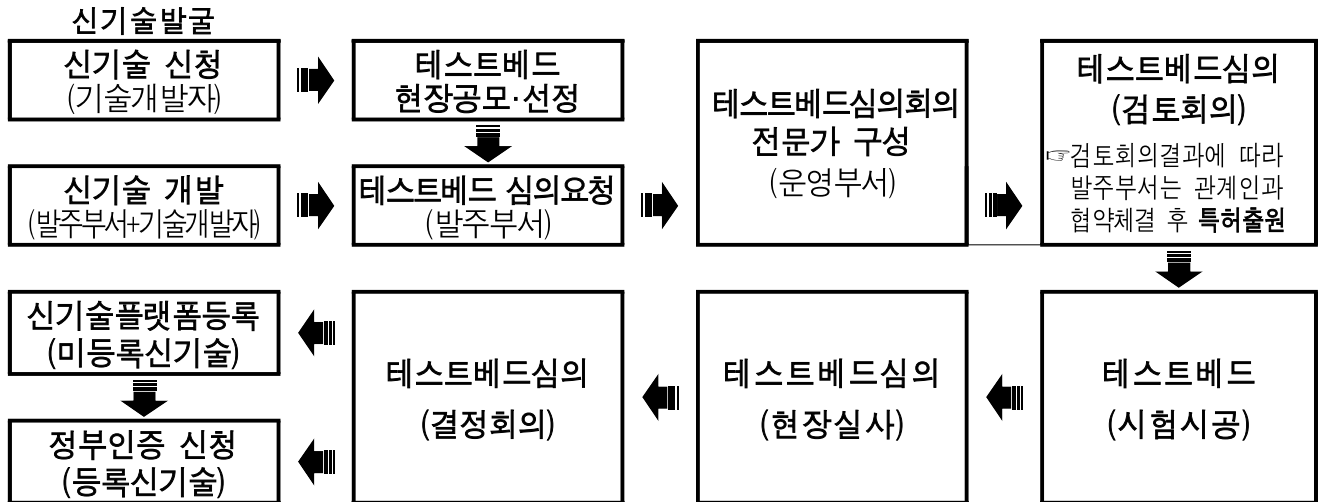 신기술발굴
신기술 신청
(기술개발자)
테스트베드
현장공모·선정
신기술 개발
(발주부서+기술개발자)
테스트베드 심의요청
(발주부서)
테스트베드심의회의
전문가 구성
(운영부서)
테스트베드심의
(검토회의)
☞검토회의결과에 따라
발주부서는 관계인과
협약체결 후 특허출원
테스트베드
(시험시공)
테스트베드심의
(현장실사)
테스트베드심의
(결정회의)
신기술플랫폼등록
(미등록신기술)
정부인증 신청
(등록신기술)